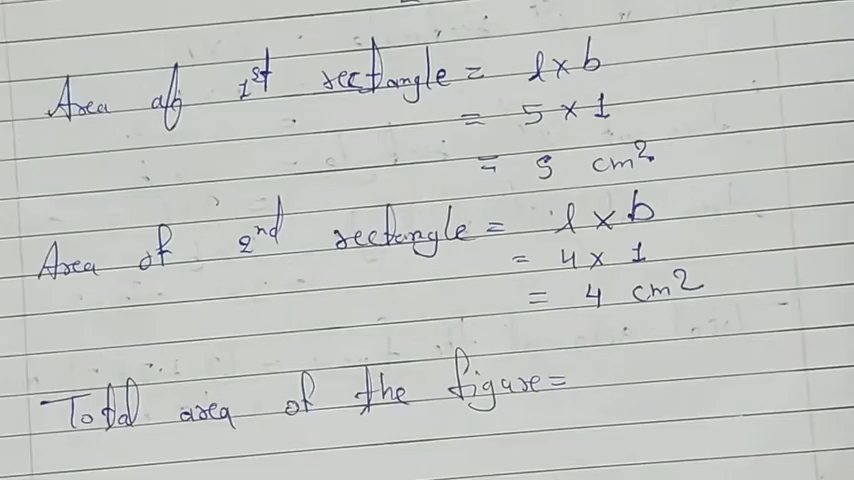 Area of 1st rectangle = l × b
= 5 × 1
= 5 cm²
Area of 2nd rectangle = l × b
= 4 × 1
= 4 cm²
Total area of the figure =